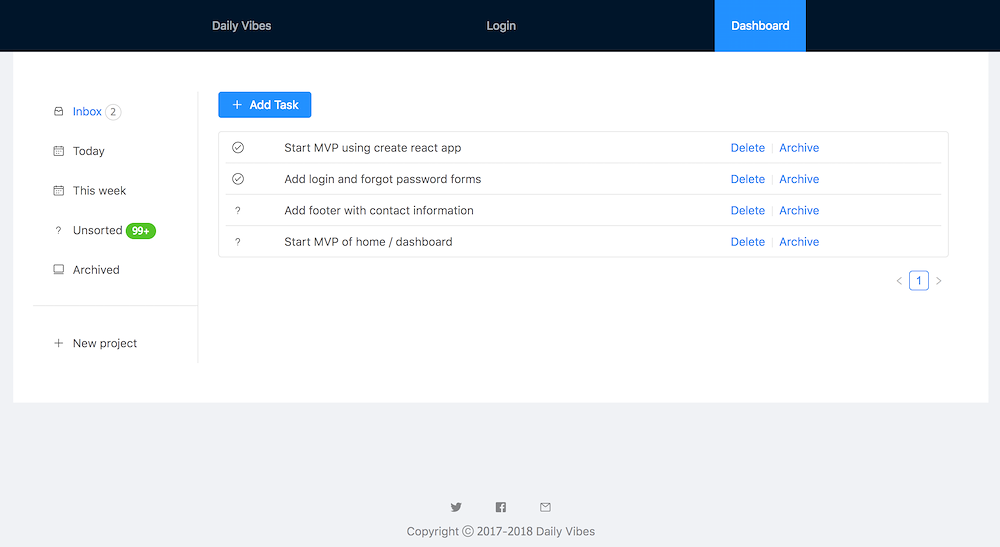 Daily Vibes Login Dashboard
Inbox 2
Today
This week
? Unsorted 99+
Archived
+ New project
+ Add Task
Start MVP using create react app Delete Archive
Add login and forgot password forms Delete Archive
? Add footer with contact information Delete Archive
? Start MVP of home / dashboard Delete Archive
< 1 >
Copyright © 2017-2018 Daily Vibes